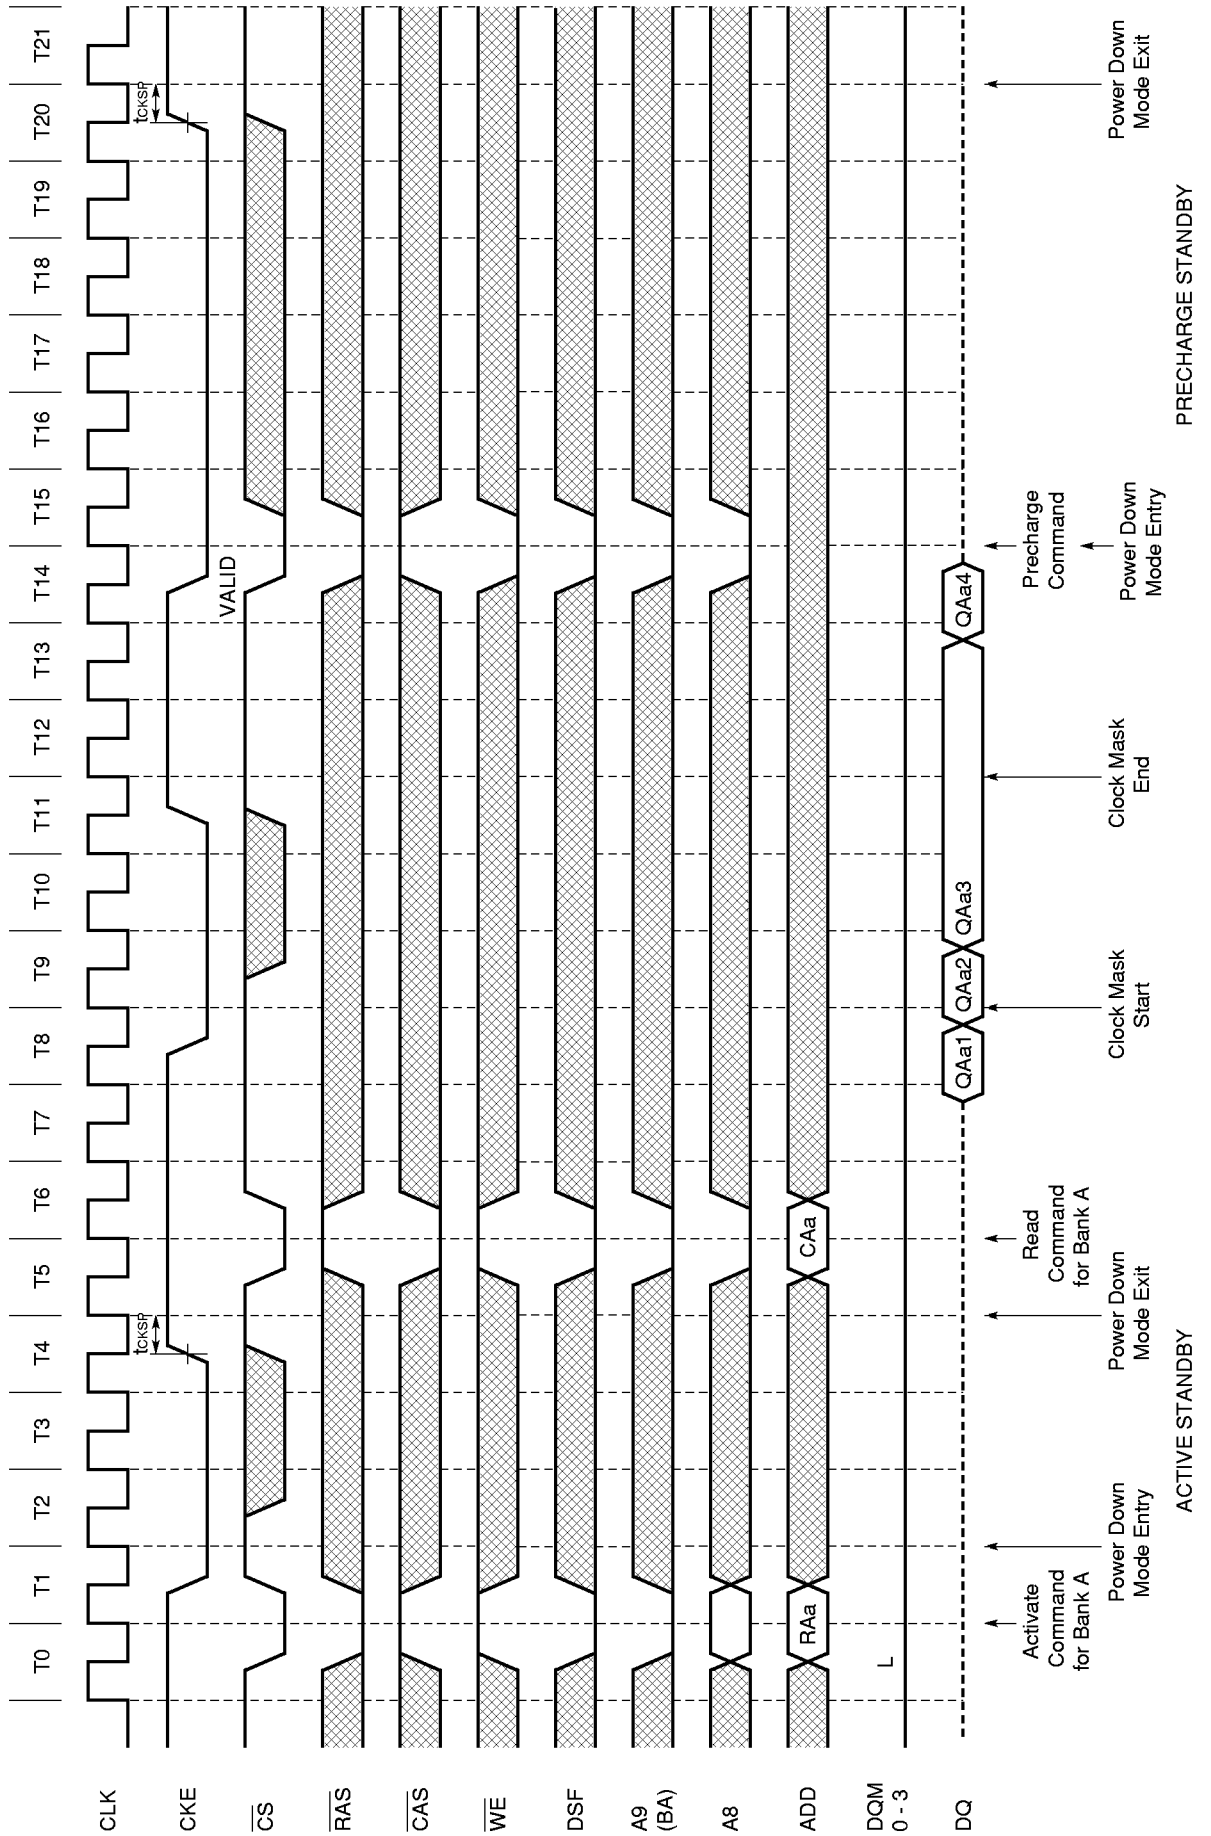 T0 T1 T2 T3 T4 T5 T6 T7 T8 T9 T10 T11 T12 T13 T14 T15 T16 T17 T18 T19 T20 T21
CLK
tCKSP
tCKSP
CKE
VALID
CS
RAS
CAS
WE
DSF
A9
(BA)
A8
ADD
RAa
CAa
DQM
0 - 3
L
DQ
QAa1
QAa2
QAa3
QAa4
Activate
Command
for Bank A
Power Down
Mode Entry
Power Down
Mode Exit
Read
Command
for Bank A
Clock Mask
Start
Clock Mask
End
Precharge
Command
Power Down
Mode Entry
Power Down
Mode Exit
ACTIVE STANDBY
PRECHARGE STANDBY